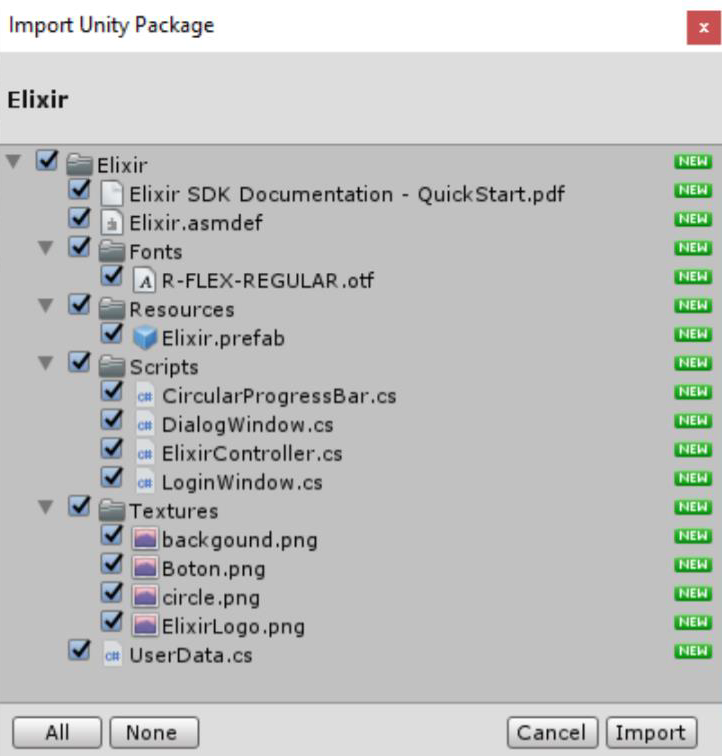 Import Unity Package
x
Elixir
Elixir NEW
Elixir SDK Documentation - QuickStart.pdf NEW
Elixir.asmdef NEW
Fonts NEW
A R-FLEX-REGULAR.otf NEW
Resources NEW
Elixir.prefab NEW
Scripts NEW
C# CircularProgressBar.cs NEW
C# DialogWindow.cs NEW
C# ElixirController.cs NEW
C# LoginWindow.cs NEW
Textures NEW
backgound.png NEW
Boton.png NEW
circle.png NEW
ElixirLogo.png NEW
C# UserData.cs NEW
All None Cancel Import